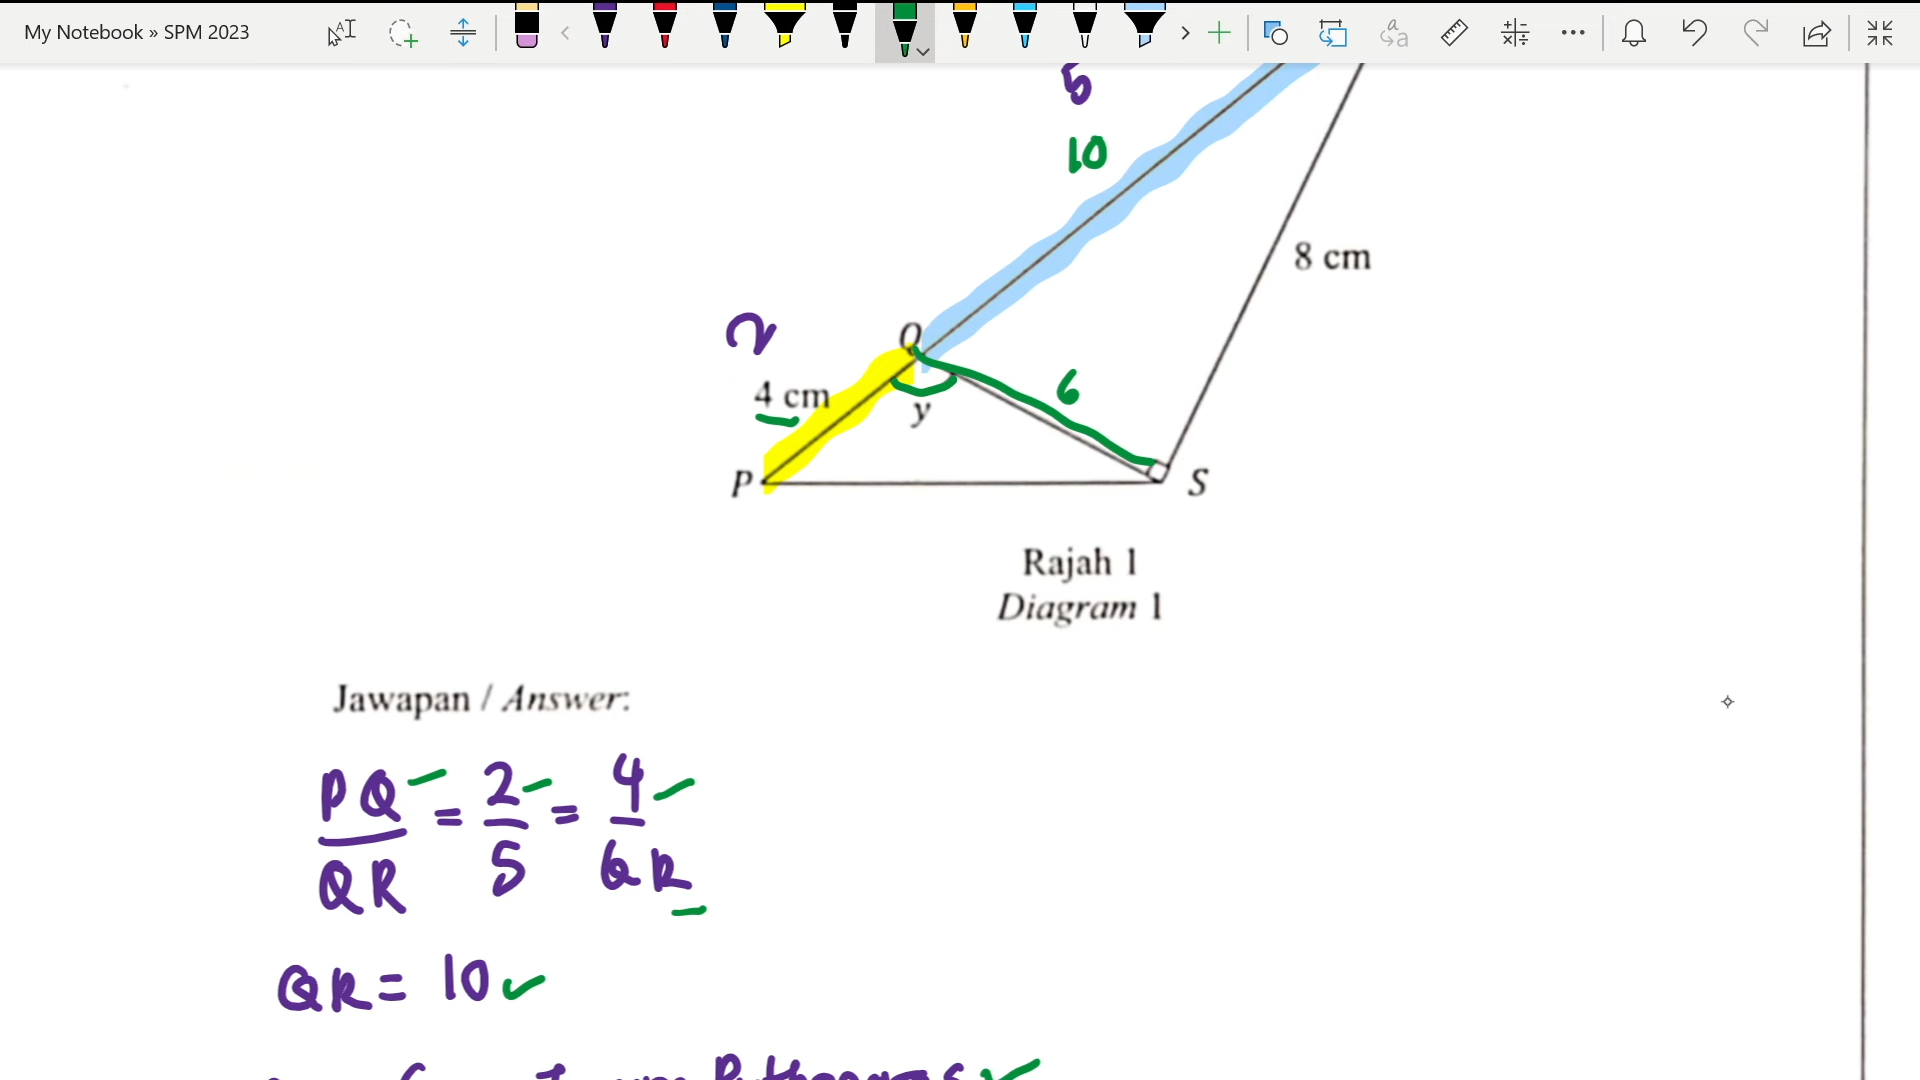 My Notebook » SPM 2023
5
10
8 cm
2
Q
4 cm
6
y
P
S
Rajah 1
Diagram 1
Jawapan / Answer:
PQ = 2 = 4
QR 5 QR
QR = 10